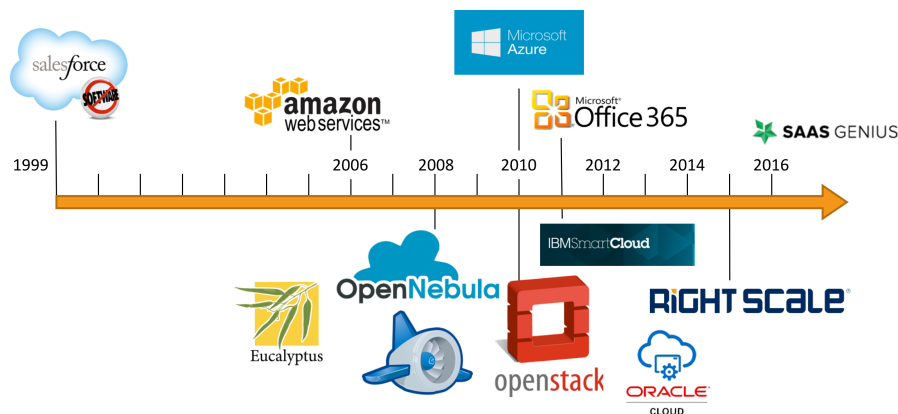 salesforce
SOFTWARE
amazon
webservices™
Microsoft
Azure
Microsoft®
Office 365
SAAS GENIUS
1999
2006
2008
2010
2012
2014
2016
IBMSmartCloud
OpenNebula
Eucalyptus
openstack
RIGHT SCALE®
ORACLE®
CLOUD